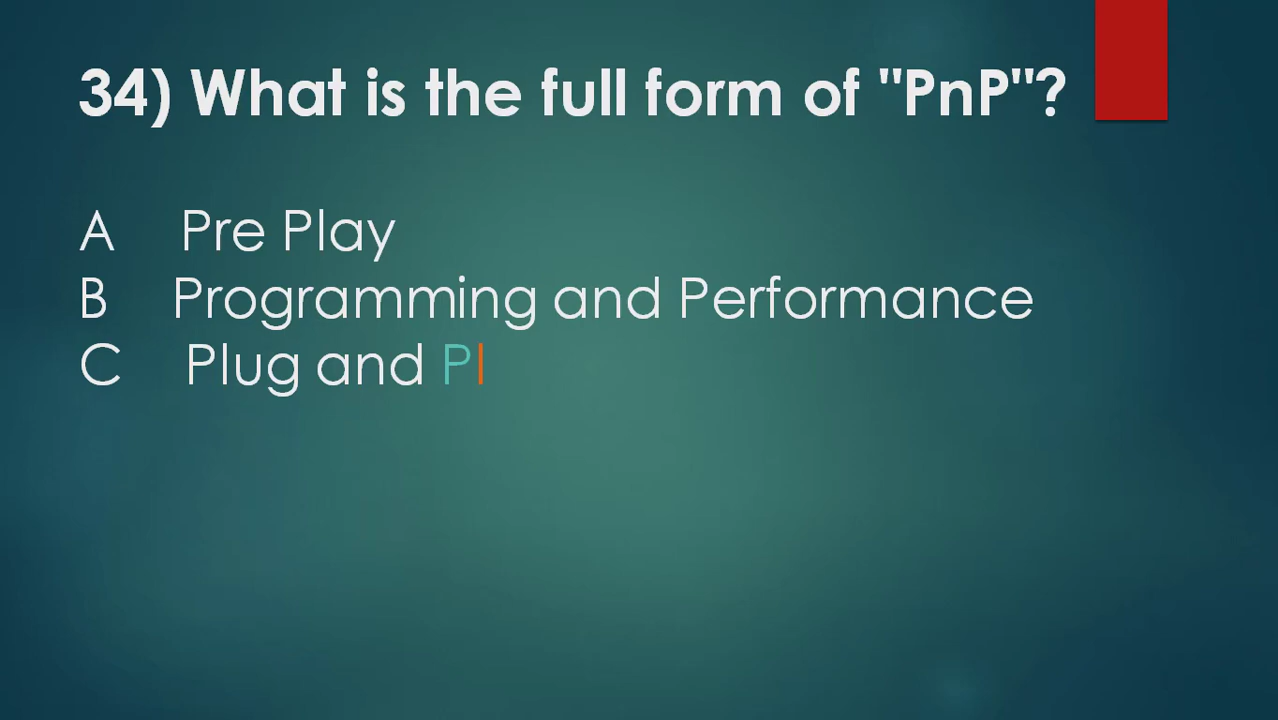 34) What is the full form of "PnP"?
A Pre Play
B Programming and Performance
C Plug and Pl